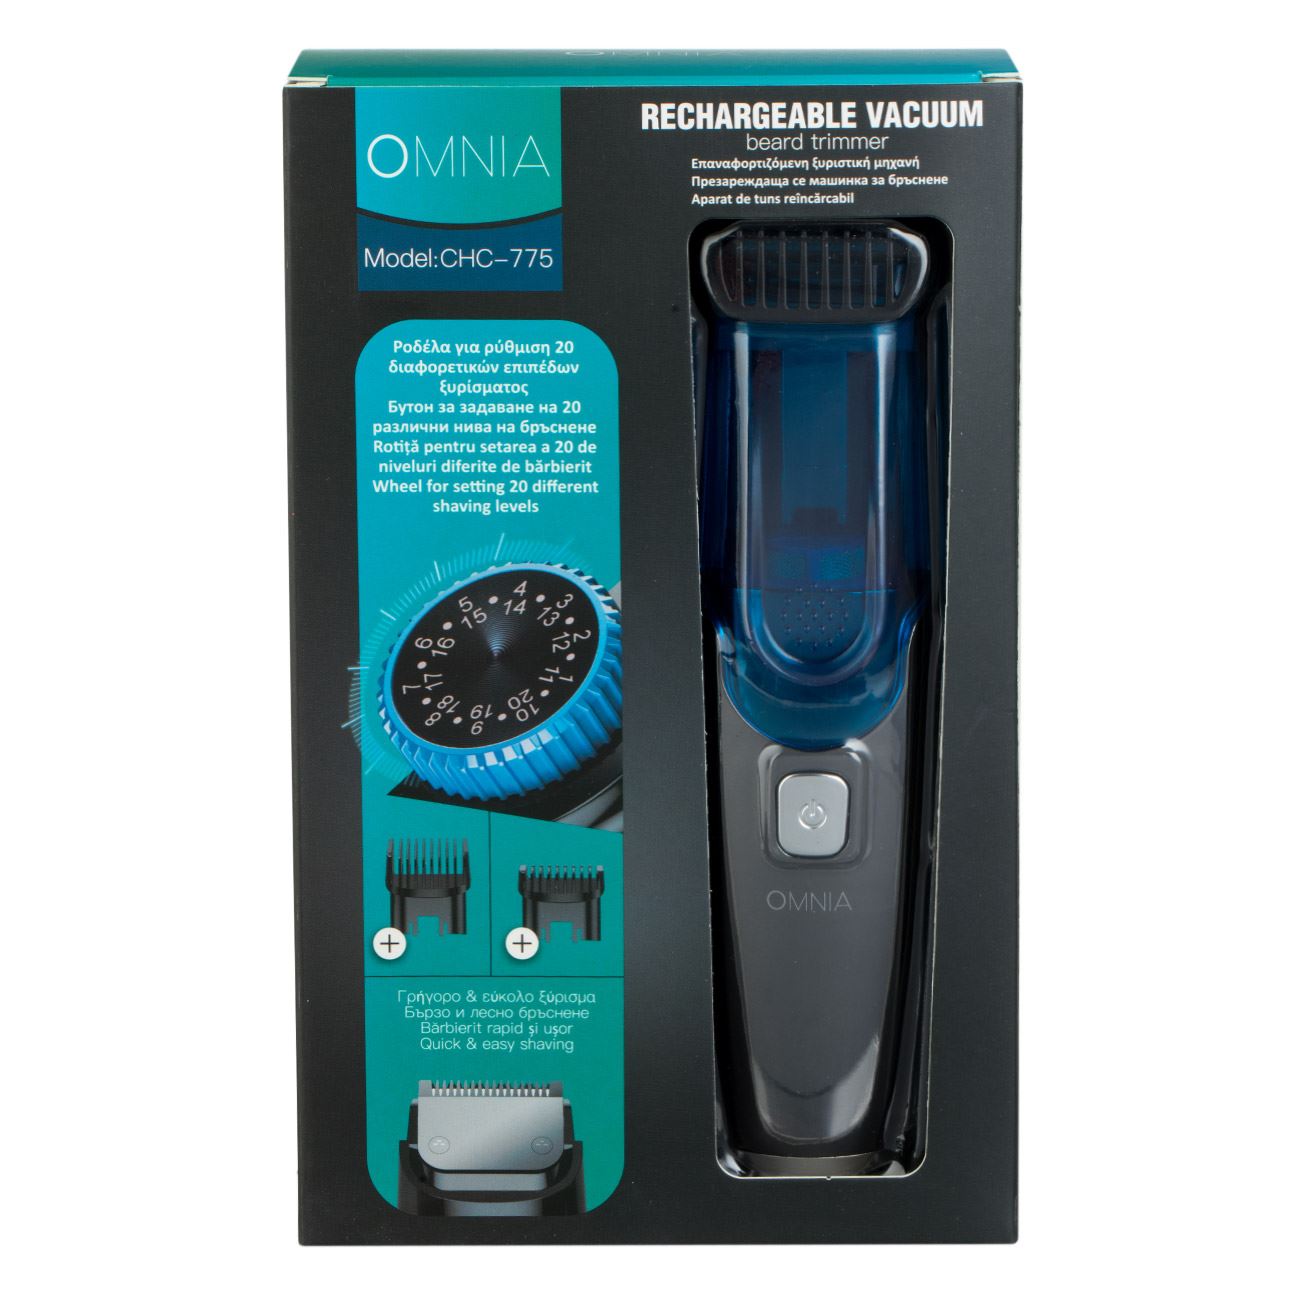 OMNIA
OMNIA
Model:CHC-775
RECHARGEABLE VACUUM
beard trimmer
Επαναφορτιζόμενη ξυριστική μηχανή
Презареждаща се машинка за бръснене
Aparat de tuns reîncărcabil
Ροδέλα για ρύθμιση 20
διαφορετικών επιπέδων
ξυρίσματος
Бутон за задаване на 20
различни нива на бръснене
Rotiță pentru setarea a 20 de
niveluri diferite de bărbierit
Wheel for setting 20 different
shaving levels
1 2 3 4 5 6 7 8 9 10
11 12 13 14 15 16 17 18 19 20
Γρήγορο & εύκολο ξύρισμα
Бързо и лесно бръснене
Bărbierit rapid și ușor
Quick & easy shaving
OMNIA